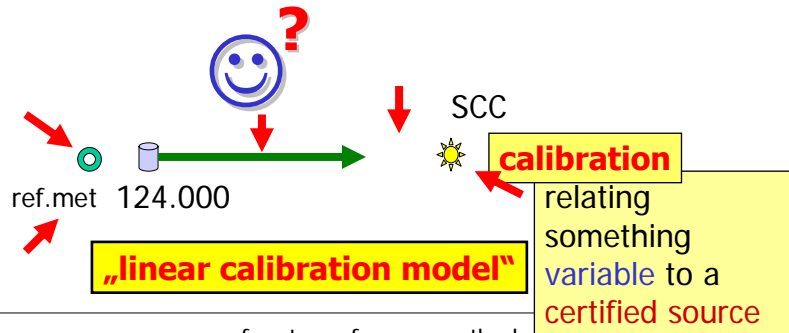 ?
SCC
calibration
ref.met 124.000
relating
something
variable to a
certified source
„linear calibration model“